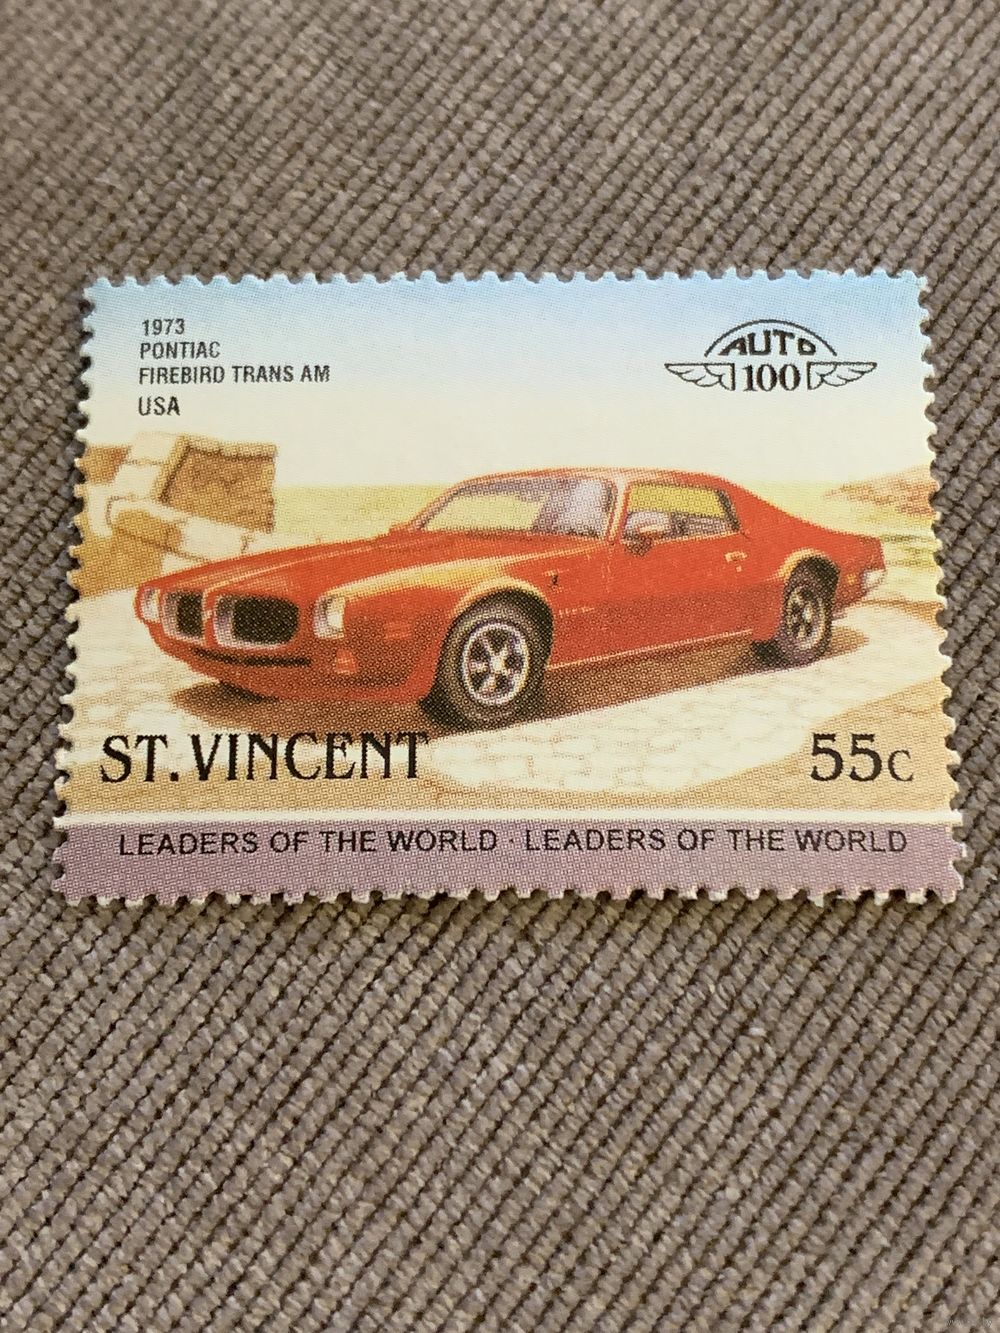 1973
PONTIAC
FIREBIRD TRANS AM
USA
AUTO
100
ST. VINCENT
55c
LEADERS OF THE WORLD · LEADERS OF THE WORLD